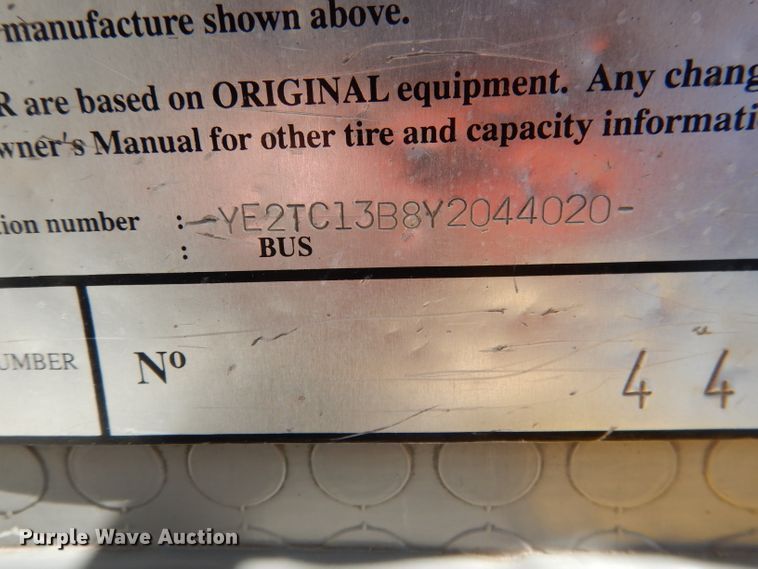 manufacture shown above.
R are based on ORIGINAL equipment. Any chang
wner's Manual for other tire and capacity informati
ion number : -YE2TC13B8Y2044020-
: BUS
UMBER Nº 4 4
Purple Wave Auction